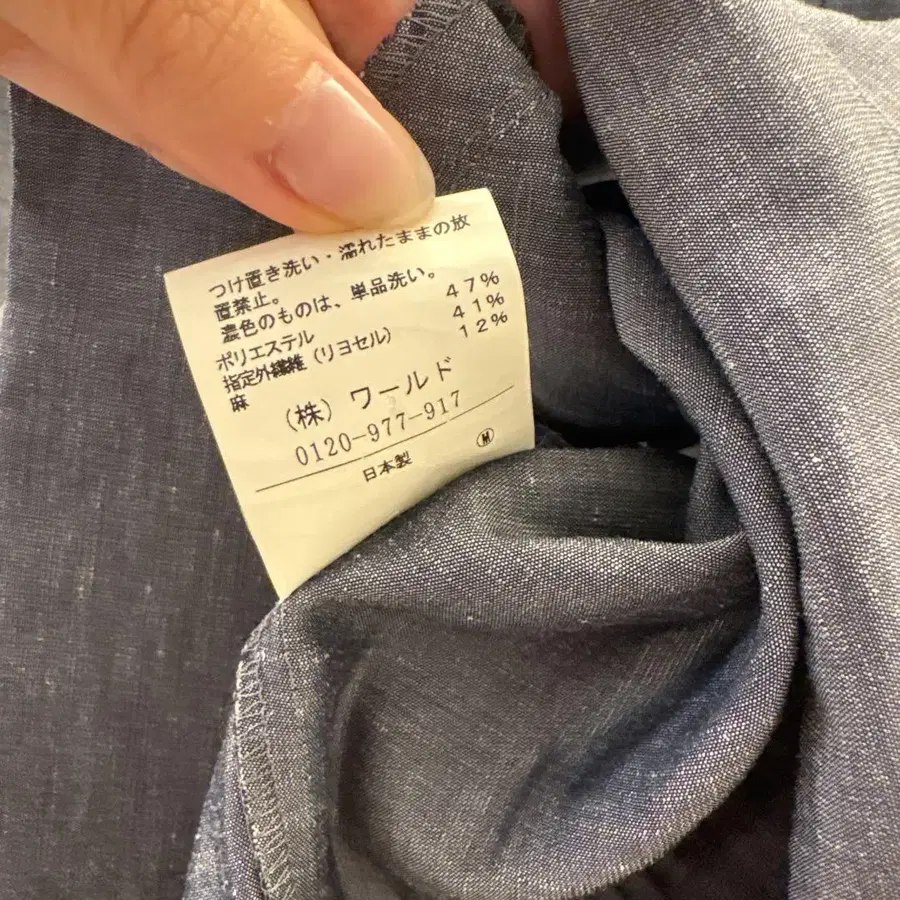 つけ置き洗い・濡れたままの放
置禁止。
濃色のものは、単品洗い。
ポリエステル 47%
指定外繊維（リヨセル） 41%
麻 12%
（株）ワールド
0120-977-917
日本製 Ⓜ